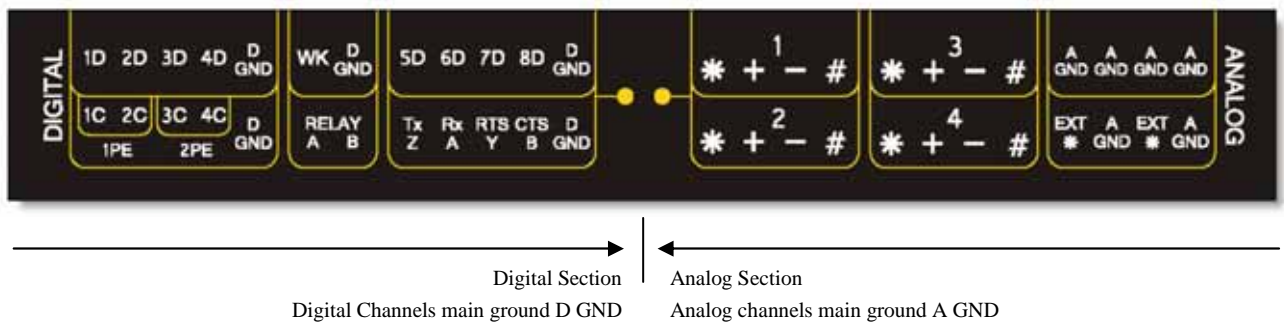 DIGITAL
1D 2D 3D 4D D GND
WK D GND
5D 6D 7D 8D D GND
1
* + − #
3
* + − #
A GND A GND A GND A GND
ANALOG
1C 2C 3C 4C D GND
1PE 2PE
RELAY
A B
Tx Rx RTS CTS D
Z A Y B GND
2
* + − #
4
* + − #
EXT * A GND EXT * A GND
Digital Section
Digital Channels main ground D GND
Analog Section
Analog channels main ground A GND